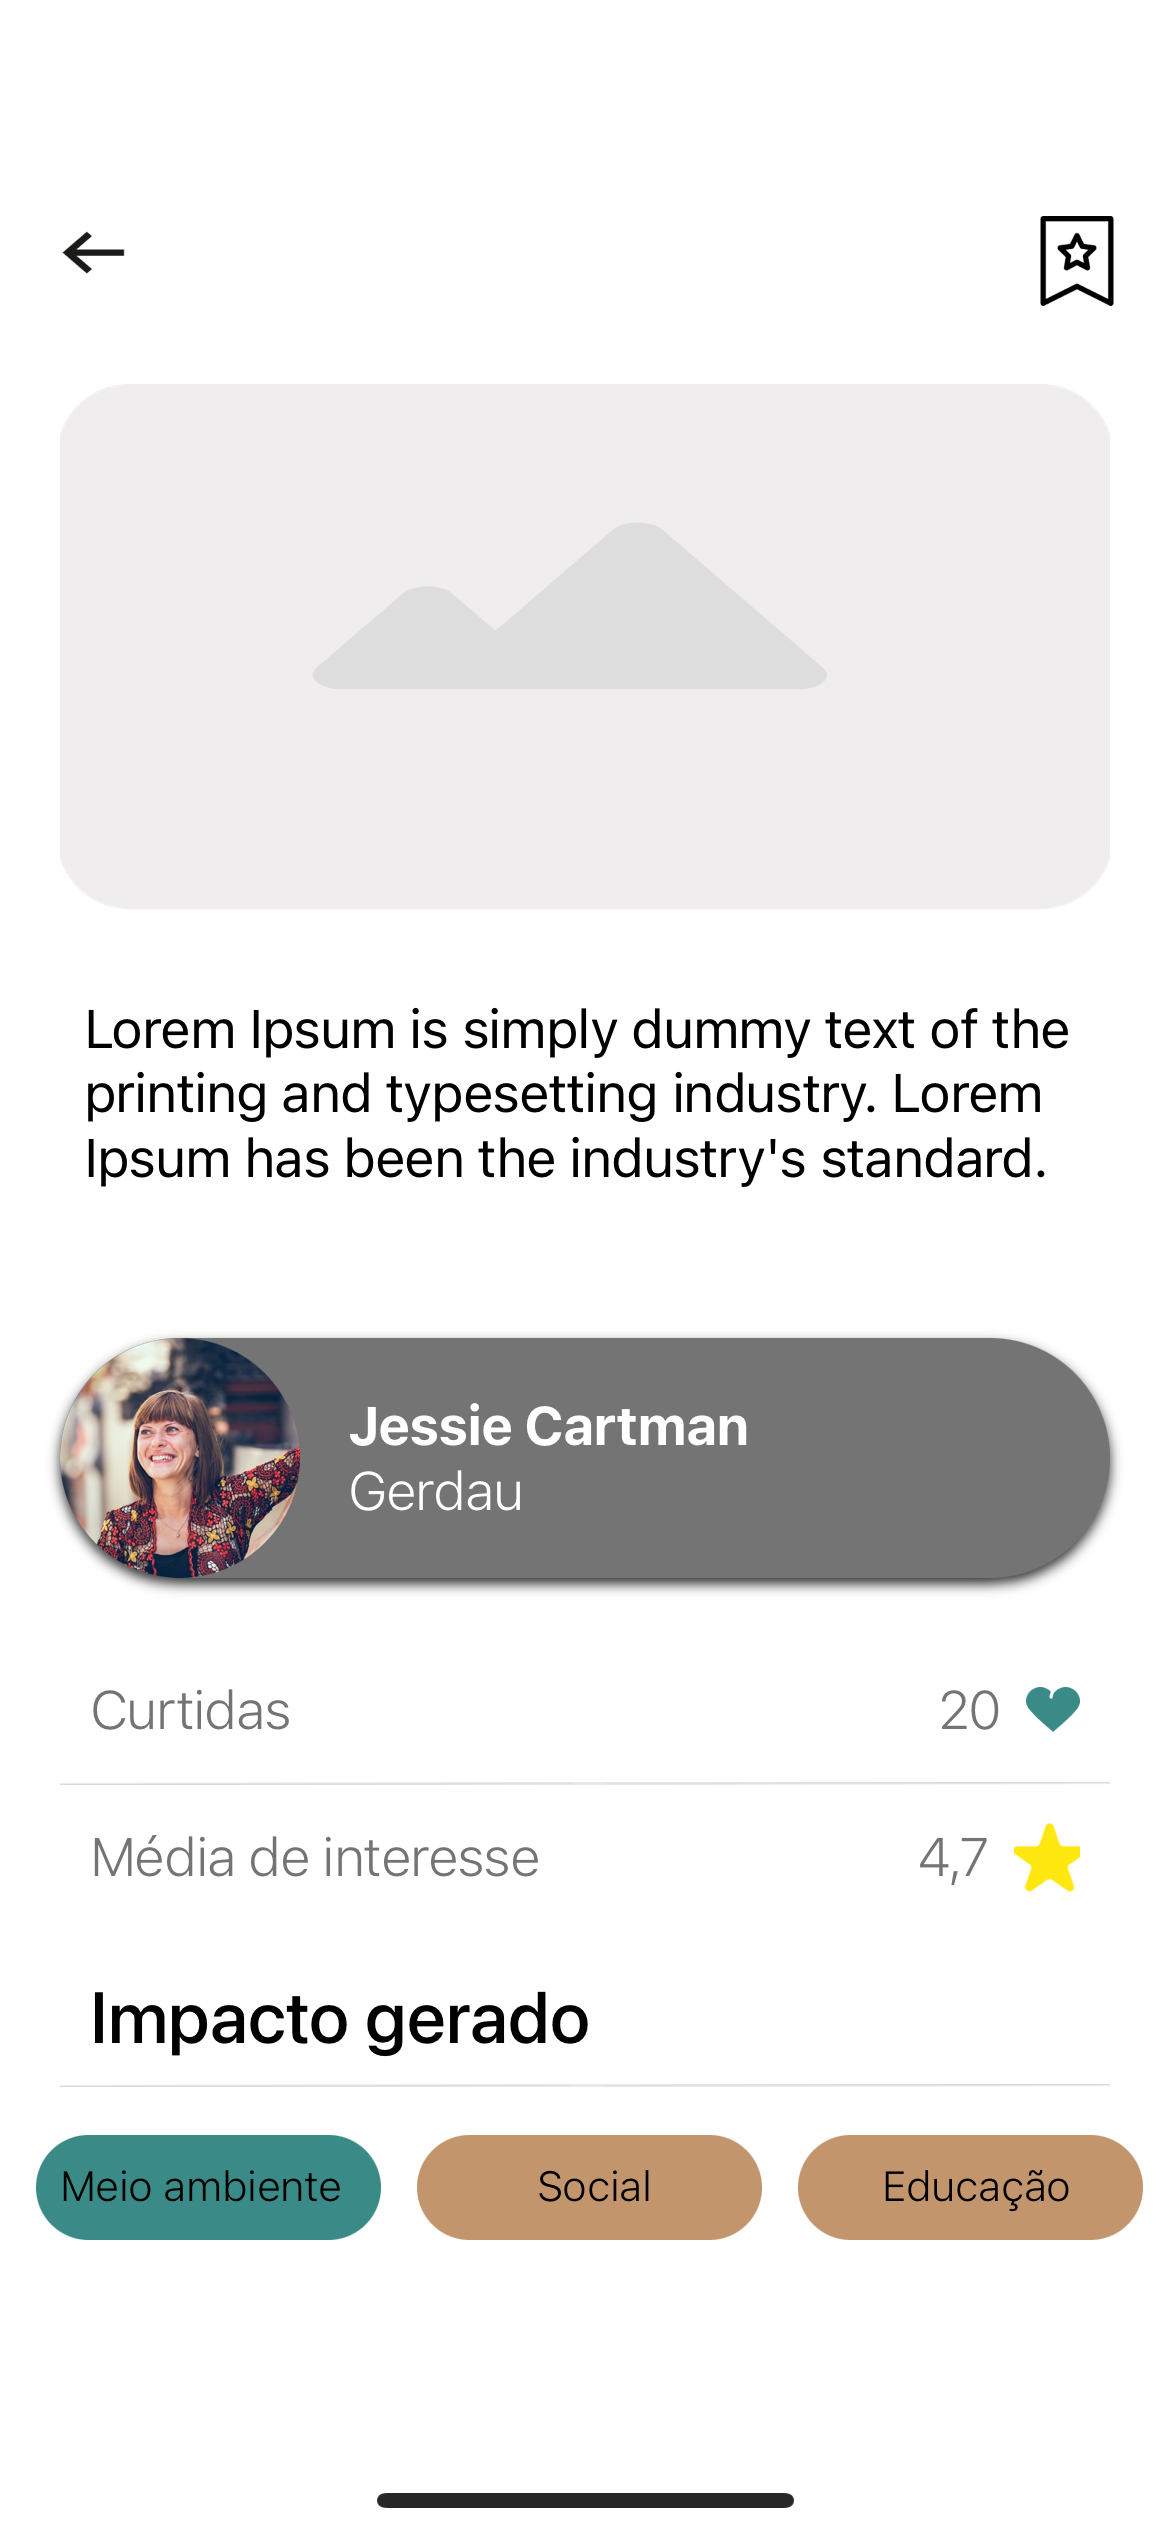 Lorem Ipsum is simply dummy text of the
printing and typesetting industry. Lorem
Ipsum has been the industry's standard.
Jessie Cartman
Gerdau
Curtidas 20
Média de interesse 4,7
Impacto gerado
Meio ambiente Social Educação